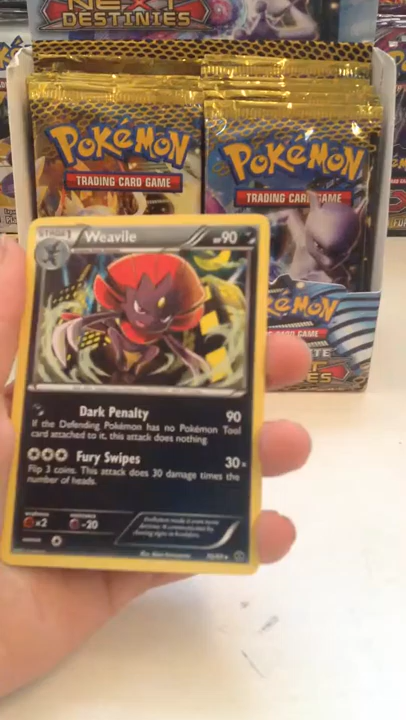 NEXT
DESTINIES
POKéMON
TRADING CARD GAME
POKéMON
TRADING CARD GAME
Weavile
HP90
Dark Penalty 90
If the Defending Pokémon has no Pokémon Tool
card attached to it, this attack does nothing
Fury Swipes 30×
Flip 3 coins. This attack does 30 damage times the
number of heads.
×2
-20